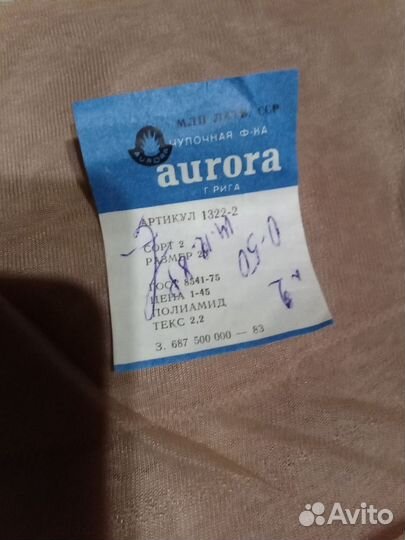 МЛП ЛАТВ. ССР
ЧУЛОЧНАЯ Ф-КА
AURORA
aurora
Г. РИГА
АРТИКУЛ 1322-2
СОРТ 2
РАЗМЕР
ГОСТ 8541-75
ЦЕНА 1-45
ПОЛИАМИД
ТЕКС 2,2
З. 687 500 000 — 83
0-50
Avito